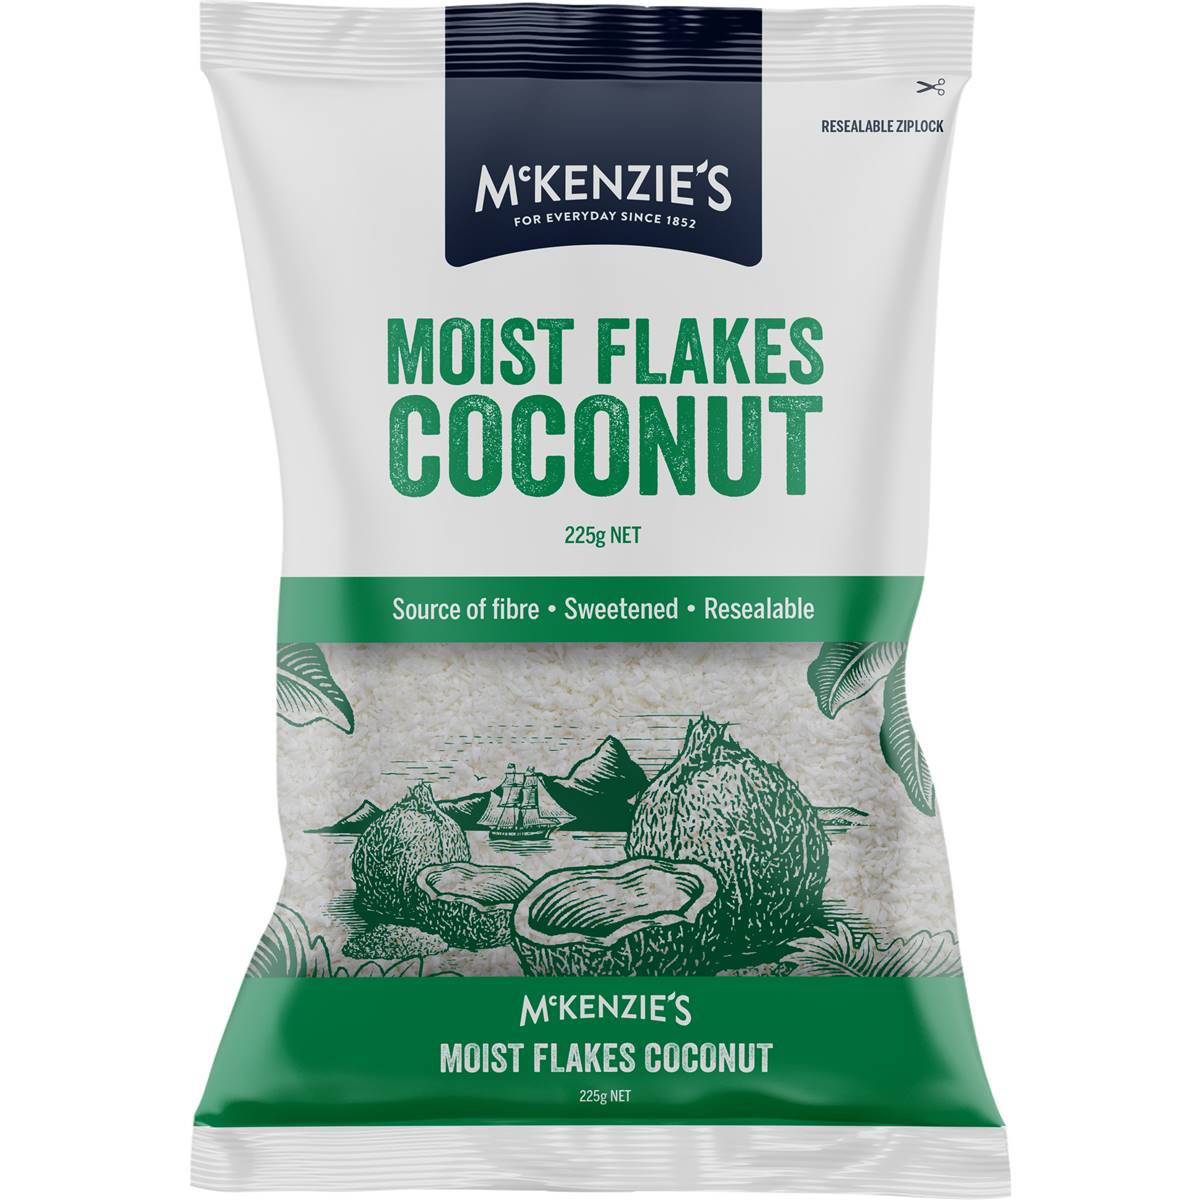 RESEALABLE ZIPLOCK
McKENZIE'S
FOR EVERYDAY SINCE 1852
MOIST FLAKES
COCONUT
225g NET
Source of fibre • Sweetened • Resealable
McKENZIE'S
MOIST FLAKES COCONUT
225g NET